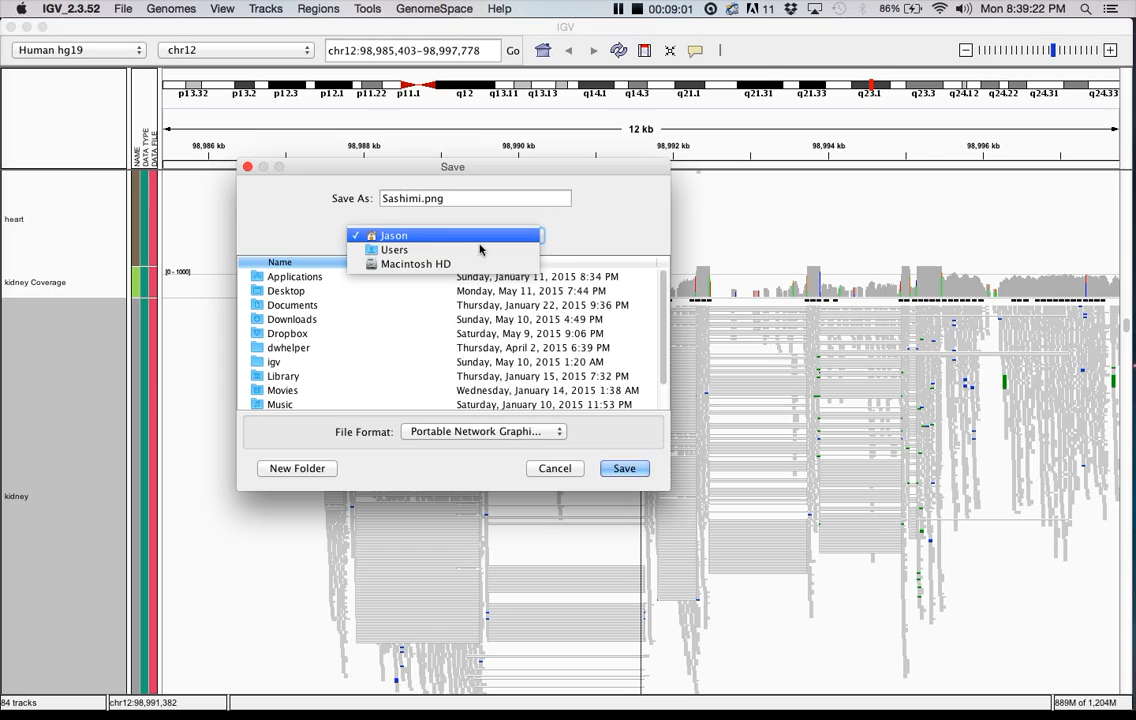 IGV_2.3.52 File Genomes View Tracks Regions Tools GenomeSpace Help 00:09:01 11 86% Mon 8:39:22 PM
IGV
Human hg19 chr12 chr12:98,985,403-98,997,778 Go
p13.32 p13.2 p12.3 p12.1 p11.22 p11.1 q12 q13.11 q13.13 q14.1 q14.3 q21.1 q21.31 q21.33 q23.1 q23.3 q24.12 q24.22 q24.31 q24.33
12 kb
98,986 kb 98,988 kb 98,990 kb 98,992 kb 98,994 kb 98,996 kb
NAME
DATA TYPE
DATA FILE
Save
Save As: Sashimi.png
✓ Jason
Users
Macintosh HD
Name
Applications Sunday, January 11, 2015 8:34 PM
Desktop Monday, May 11, 2015 7:44 PM
Documents Thursday, January 22, 2015 9:36 PM
Downloads Sunday, May 10, 2015 4:49 PM
Dropbox Saturday, May 9, 2015 9:06 PM
dwhelper Thursday, April 2, 2015 6:39 PM
igv Sunday, May 10, 2015 1:20 AM
Library Thursday, January 15, 2015 7:32 PM
Movies Wednesday, January 14, 2015 1:38 AM
Music Saturday, January 10, 2015 11:53 PM
File Format: Portable Network Graphi...
New Folder Cancel Save
heart
[0 - 1000]
kidney Coverage
kidney
84 tracks chr12:98,991,382 889M of 1,204M